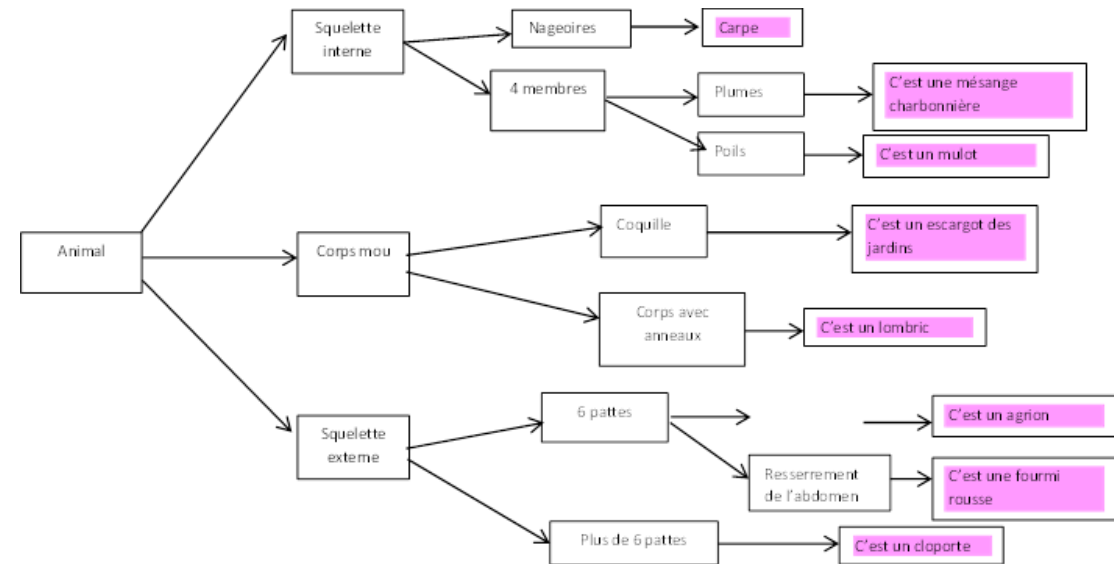 Squelette
interne
Nageoires
Carpe
4 membres
Plumes
C'est une mésange
charbonnière
Poils
C'est un mulot
Animal
Corps mou
Coquille
C'est un escargot des
jardins
Corps avec
anneaux
C'est un lombric
Squelette
externe
6 pattes
C'est un agrion
Resserrement
de l'abdomen
C'est une fourmi
rousse
Plus de 6 pattes
C'est un cloporte